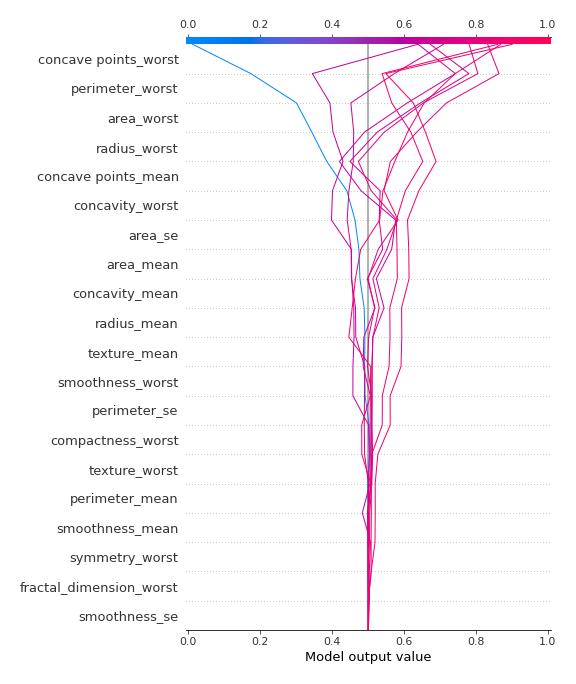 0.0 0.2 0.4 0.6 0.8 1.0
concave points_worst
perimeter_worst
area_worst
radius_worst
concave points_mean
concavity_worst
area_se
area_mean
concavity_mean
radius_mean
texture_mean
smoothness_worst
perimeter_se
compactness_worst
texture_worst
perimeter_mean
smoothness_mean
symmetry_worst
fractal_dimension_worst
smoothness_se
0.0 0.2 0.4 0.6 0.8 1.0
Model output value